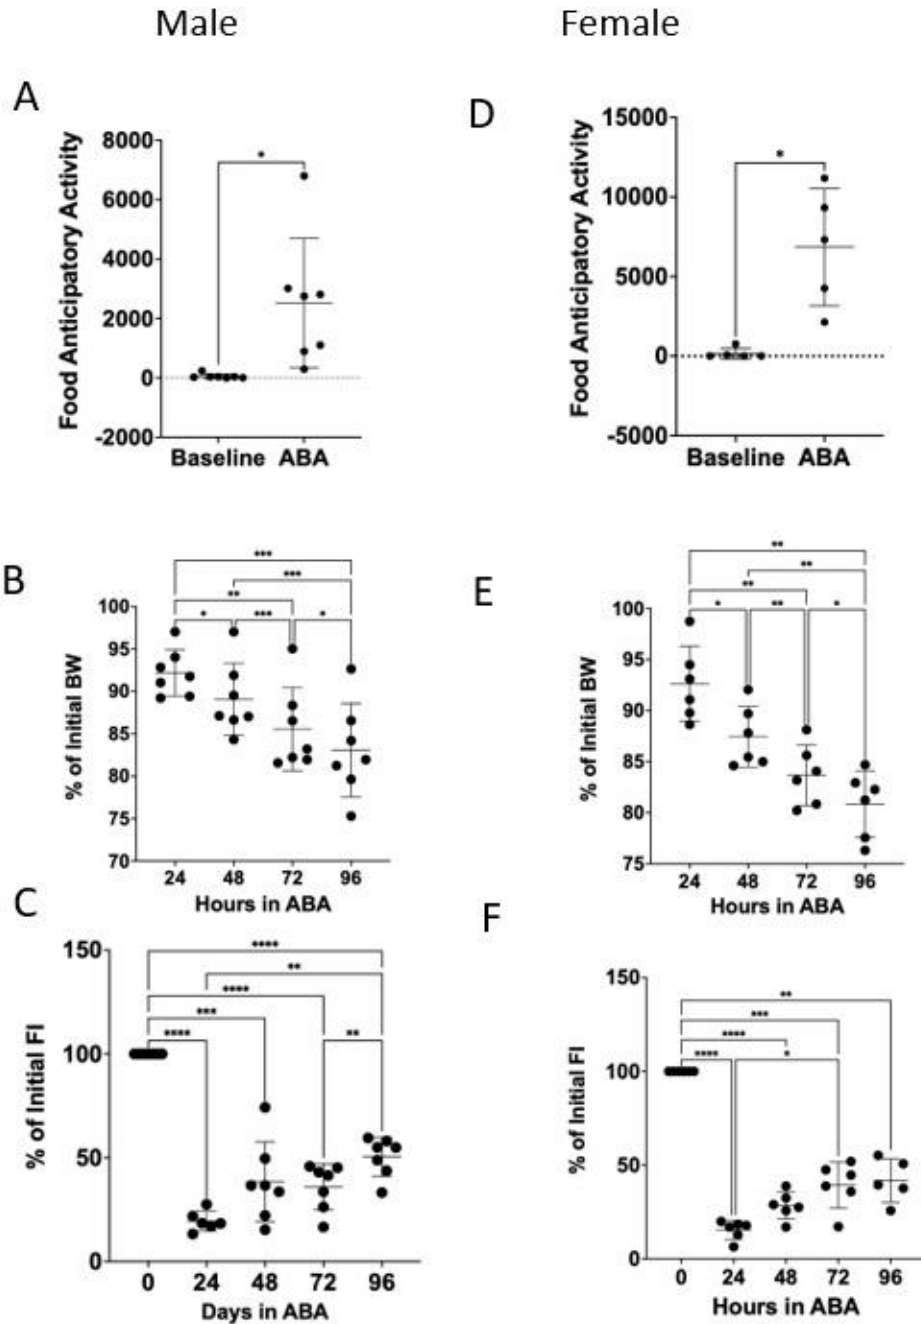 Male
Female
A
Food Anticipatory Activity
8000
6000
4000
2000
0
-2000
*
Baseline ABA
D
Food Anticipatory Activity
15000
10000
5000
0
-5000
*
Baseline ABA
B
% of Initial BW
100
95
90
85
80
75
70
***
***
**
* *** *
24 48 72 96
Hours in ABA
E
% of Initial BW
100
95
90
85
80
75
**
**
**
* ** *
24 48 72 96
Hours in ABA
C
% of Initial FI
150
100
50
0
****
**
****
***
**** **
0 24 48 72 96
Days in ABA
F
% of Initial FI
150
100
50
0
**
***
****
**** *
0 24 48 72 96
Hours in ABA